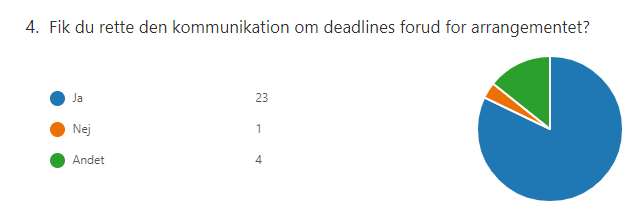 4. Fik du rette den kommunikation om deadlines forud for arrangementet?
Ja 23
Nej 1
Andet 4